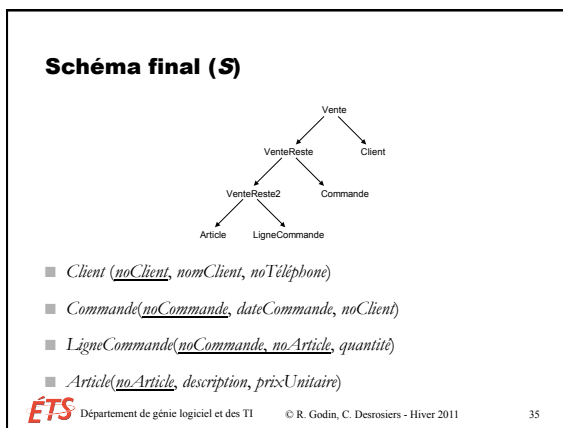 Schéma final (S)
Vente
VenteReste Client
VenteReste2 Commande
Article LigneCommande
Client (noClient, nomClient, noTéléphone)
Commande(noCommande, dateCommande, noClient)
LigneCommande(noCommande, noArticle, quantité)
Article(noArticle, description, prixUnitaire)
ÉTS Département de génie logiciel et des TI © R. Godin, C. Desrosiers - Hiver 2011 35